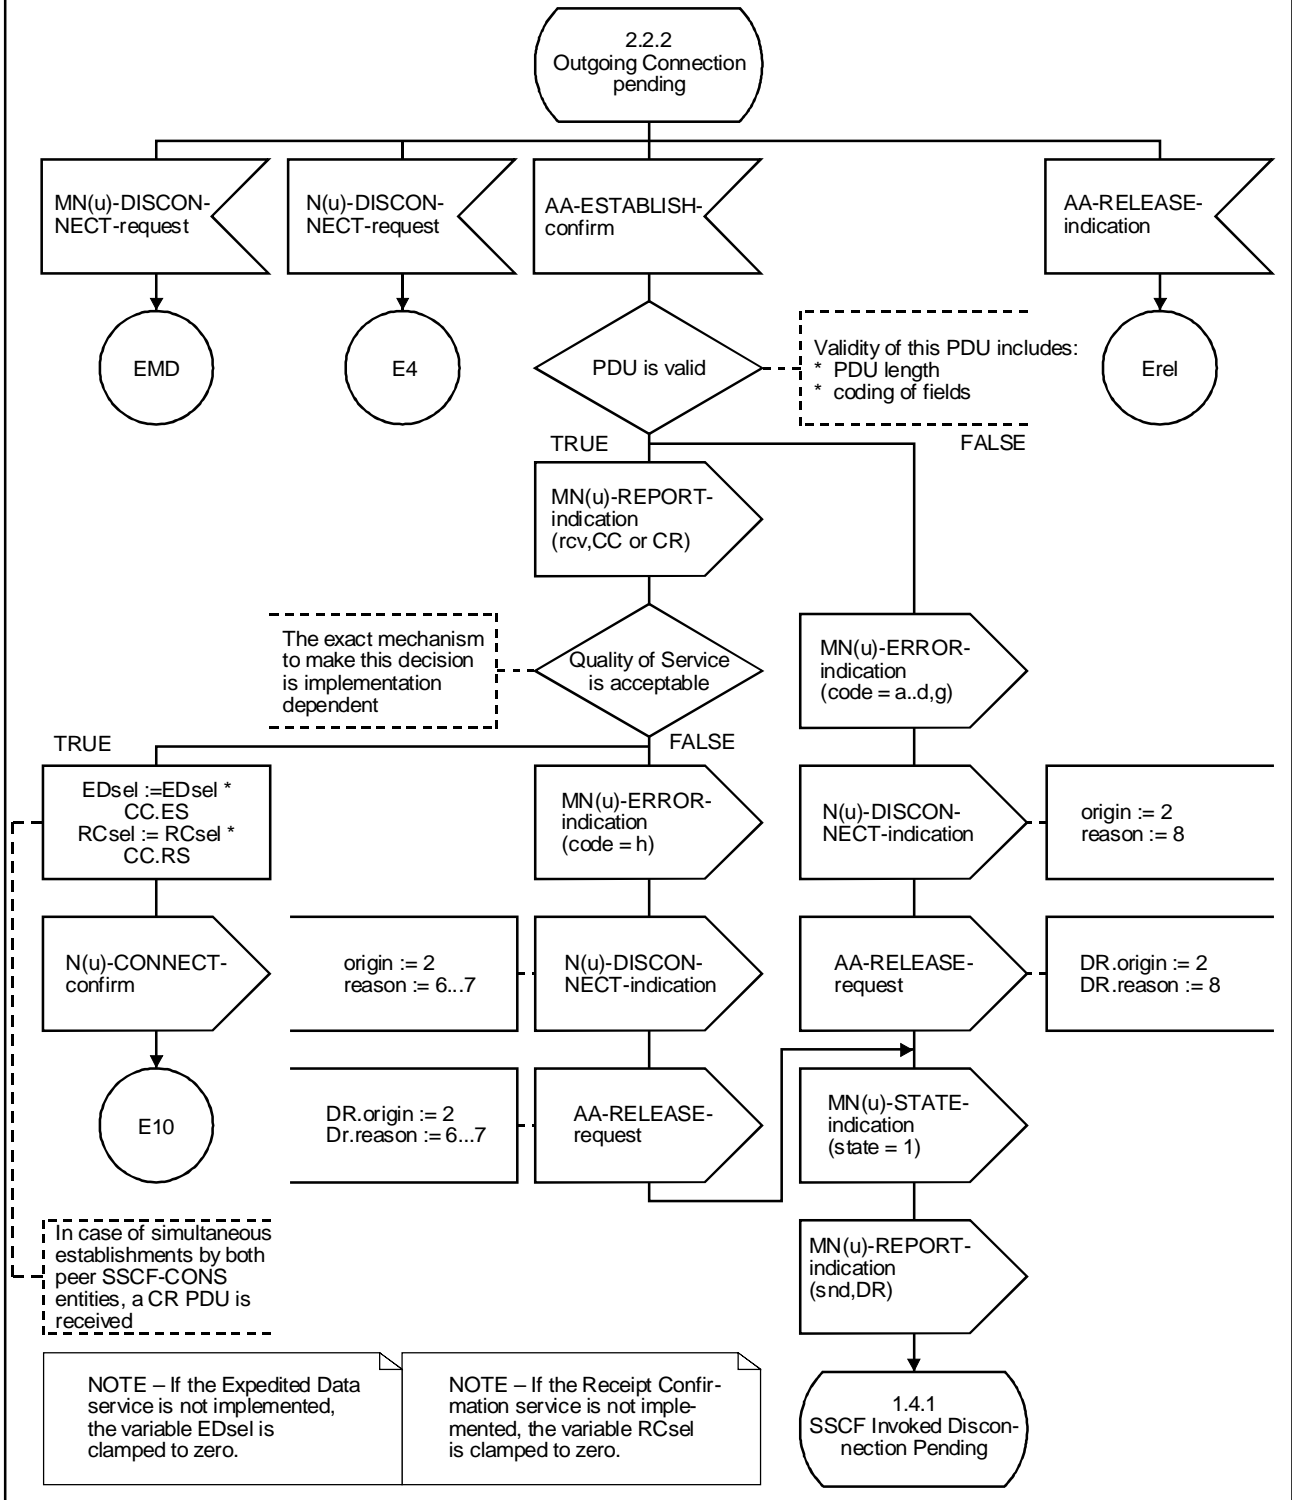 2.2.2
Outgoing Connection
pending
MN(u)-DISCON-
NECT-request
N(u)-DISCON-
NECT-request
AA-ESTABLISH-
confirm
AA-RELEASE-
indication
EMD
E4
PDU is valid
Validity of this PDU includes:
* PDU length
* coding of fields
Erel
TRUE
FALSE
MN(u)-REPORT-
indication
(rcv,CC or CR)
The exact mechanism
to make this decision
is implementation
dependent
Quality of Service
is acceptable
MN(u)-ERROR-
indication
(code = a..d,g)
TRUE
FALSE
EDsel :=EDsel *
CC.ES
RCsel := RCsel *
CC.RS
MN(u)-ERROR-
indication
(code = h)
N(u)-DISCON-
NECT-indication
origin := 2
reason := 8
N(u)-CONNECT-
confirm
origin := 2
reason := 6...7
N(u)-DISCON-
NECT-indication
AA-RELEASE-
request
DR.origin := 2
DR.reason := 8
E10
DR.origin := 2
Dr.reason := 6...7
AA-RELEASE-
request
MN(u)-STATE-
indication
(state = 1)
In case of simultaneous
establishments by both
peer SSCF-CONS
entities, a CR PDU is
received
MN(u)-REPORT-
indication
(snd,DR)
NOTE – If the Expedited Data
service is not implemented,
the variable EDsel is
clamped to zero.
NOTE – If the Receipt Confir-
mation service is not imple-
mented, the variable RCsel
is clamped to zero.
1.4.1
SSCF Invoked Discon-
nection Pending